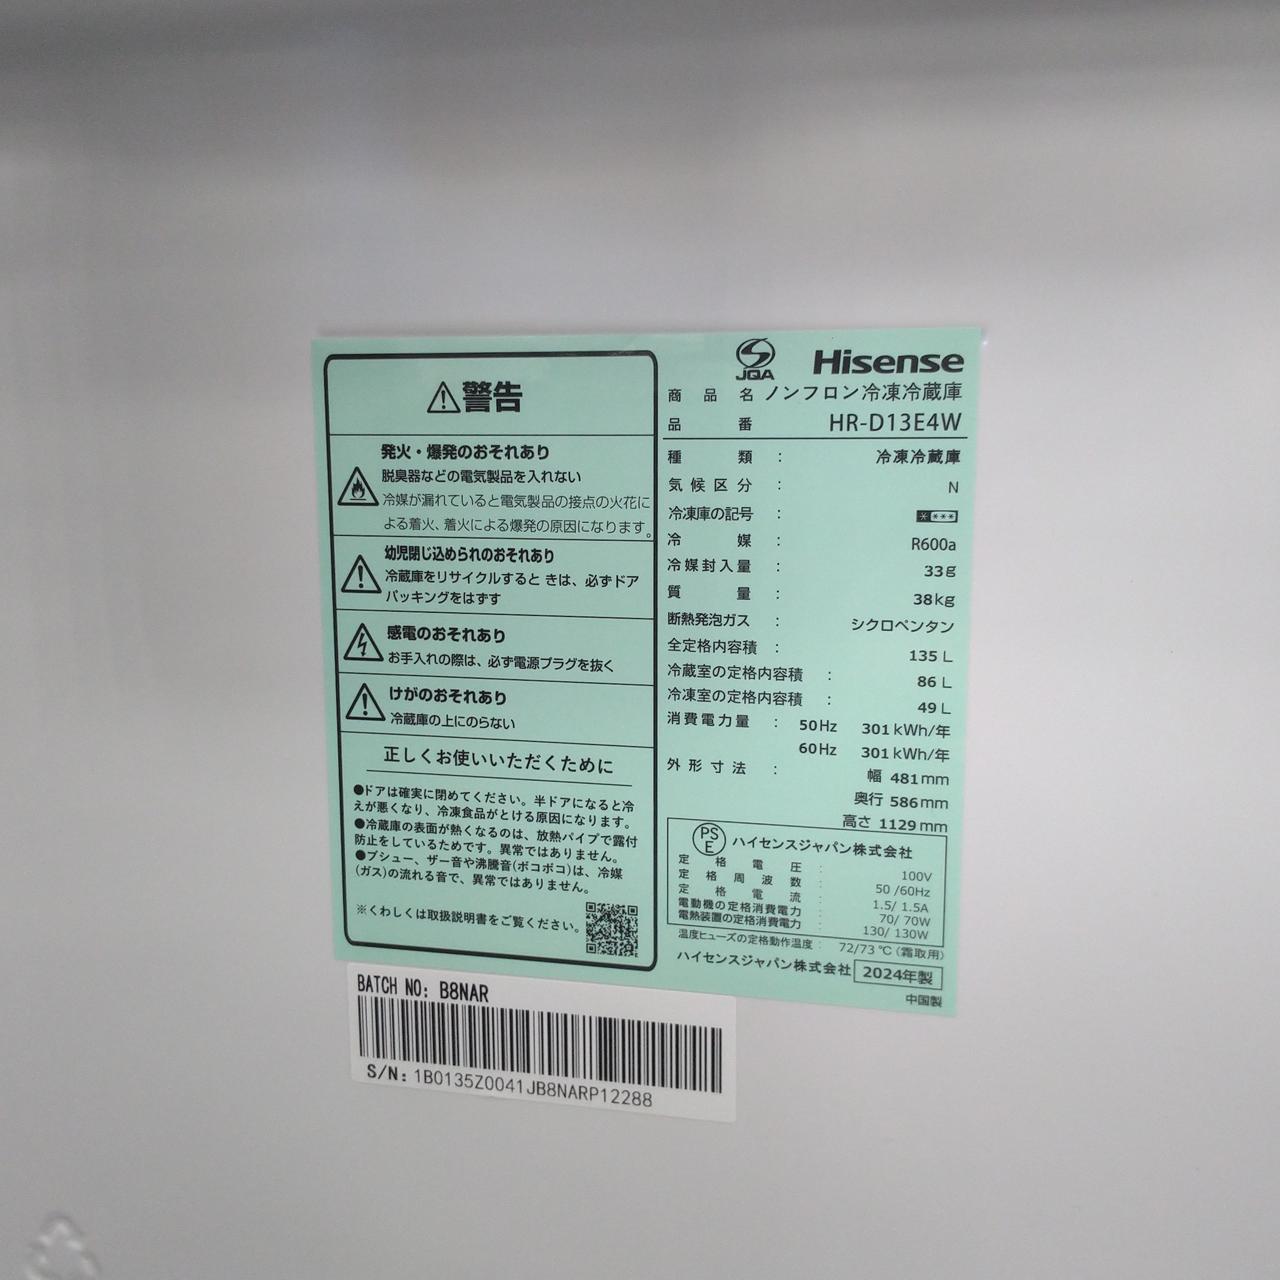 警告
発火・爆発のおそれあり
脱臭器などの電気製品を入れない
冷媒が漏れていると電気製品の接点の火花に
よる着火、着火による爆発の原因になります。
幼児閉じ込められのおそれあり
冷蔵庫をリサイクルすると きは、必ずドア
パッキングをはずす
感電のおそれあり
お手入れの際は、必ず電源プラグを抜く
けがのおそれあり
冷蔵庫の上にのらない
正しくお使いいただくために
●ドアは確実に閉めてください。半ドアになると冷
えが悪くなり、冷凍食品がとける原因になります。
●冷蔵庫の表面が熱くなるのは、放熱パイプで露付
防止をしているためです。異常ではありません。
●プシュー、ザー音や沸騰音(ポコポコ)は、冷媒
(ガス)の流れる音で、異常ではありません。
※くわしくは取扱説明書をご覧ください。
JQA
Hisense
商品名 ノンフロン冷凍冷蔵庫
品番 HR-D13E4W
種類 : 冷凍冷蔵庫
気候区分 : N
冷凍庫の記号 : * ***
冷媒 : R600a
冷媒封入量 : 33g
質量 : 38kg
断熱発泡ガス : シクロペンタン
全定格内容積 : 135 L
冷蔵室の定格内容積 : 86 L
冷凍室の定格内容積 : 49 L
消費電力量 : 50Hz 301kWh/年
60Hz 301kWh/年
外形寸法 : 幅 481mm
奥行 586mm
高さ 1129mm
PSE ハイセンスジャパン株式会社
定格電圧 : 100V
定格周波数 : 50/60Hz
定格電流 : 1.5/ 1.5A
電動機の定格消費電力 : 70/ 70W
電熱装置の定格消費電力 : 130/ 130W
温度ヒューズの定格動作温度 : 72/73℃(霜取用)
ハイセンスジャパン株式会社 2024年製
中国製
BATCH NO: B8NAR
S/N: 1B0135Z0041JB8NARP12288